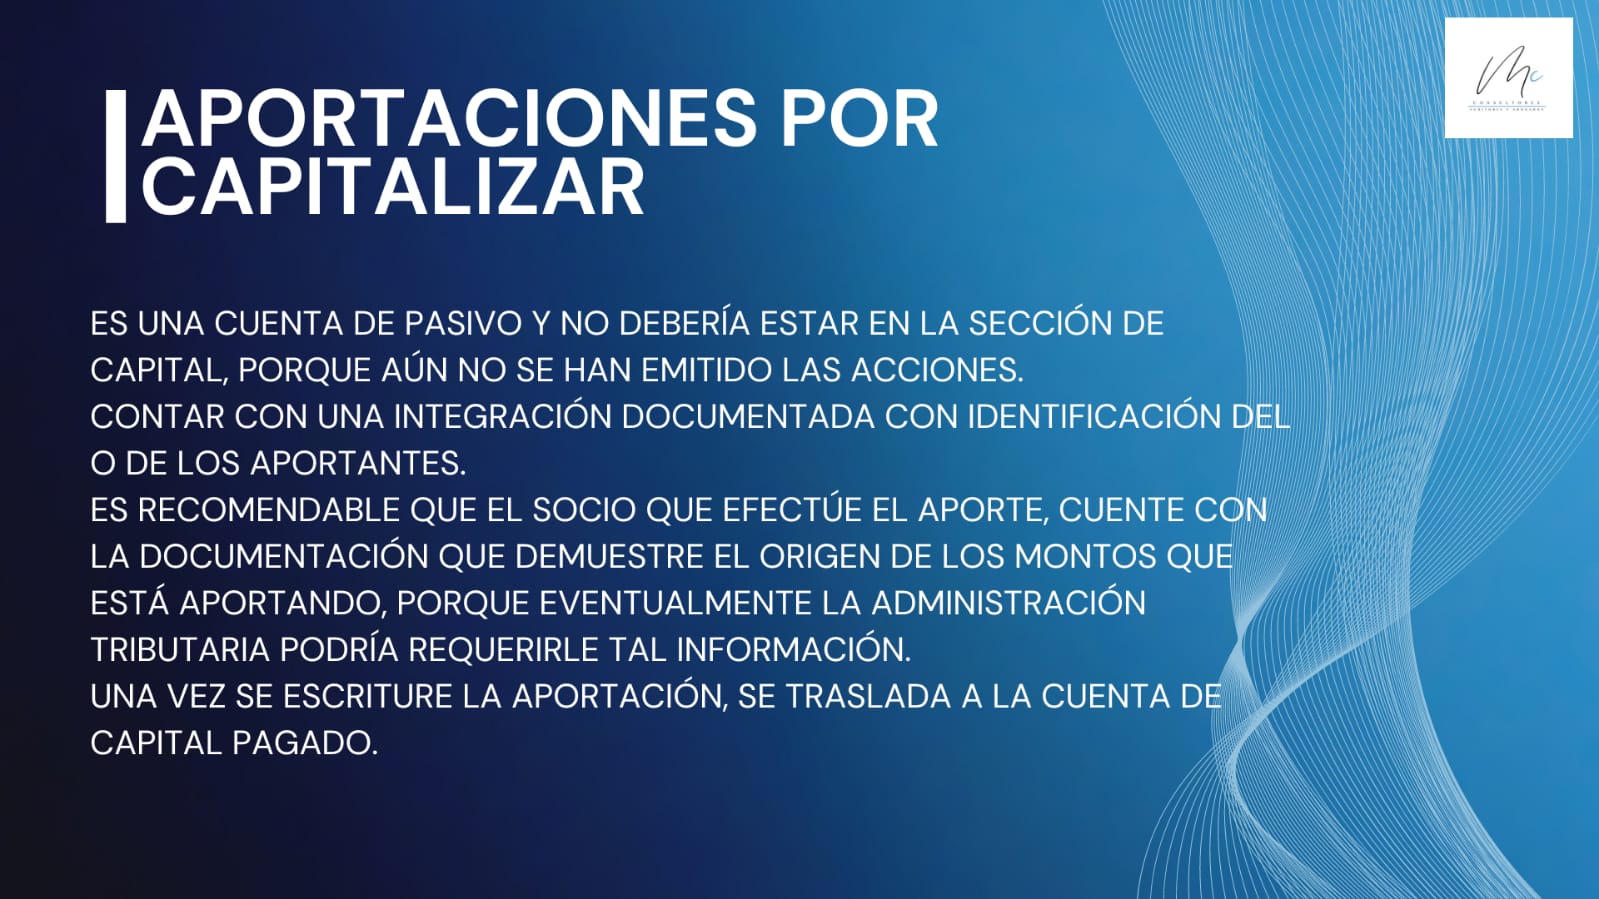 APORTACIONES POR
CAPITALIZAR
Mc
CONSULTORES
AUDITORES Y ABOGADOS
ES UNA CUENTA DE PASIVO Y NO DEBERÍA ESTAR EN LA SECCIÓN DE
CAPITAL, PORQUE AÚN NO SE HAN EMITIDO LAS ACCIONES.
CONTAR CON UNA INTEGRACIÓN DOCUMENTADA CON IDENTIFICACIÓN DEL
O DE LOS APORTANTES.
ES RECOMENDABLE QUE EL SOCIO QUE EFECTÚE EL APORTE, CUENTE CON
LA DOCUMENTACIÓN QUE DEMUESTRE EL ORIGEN DE LOS MONTOS QUE
ESTÁ APORTANDO, PORQUE EVENTUALMENTE LA ADMINISTRACIÓN
TRIBUTARIA PODRÍA REQUERIRLE TAL INFORMACIÓN.
UNA VEZ SE ESCRITURE LA APORTACIÓN, SE TRASLADA A LA CUENTA DE
CAPITAL PAGADO.